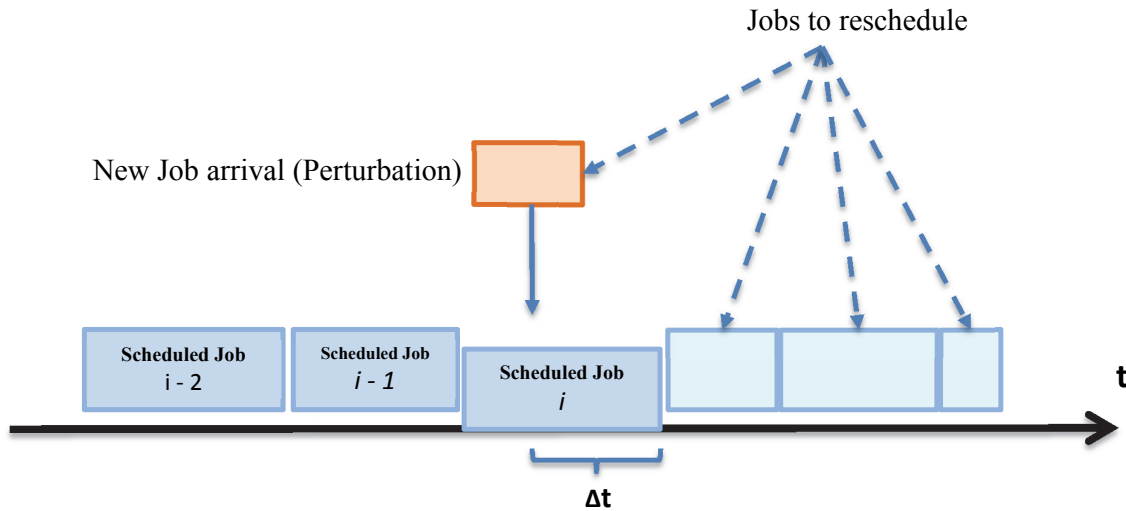 Jobs to reschedule
New Job arrival (Perturbation)
Scheduled Job
i - 2
Scheduled Job
i - 1
Scheduled Job
i
t
Δt